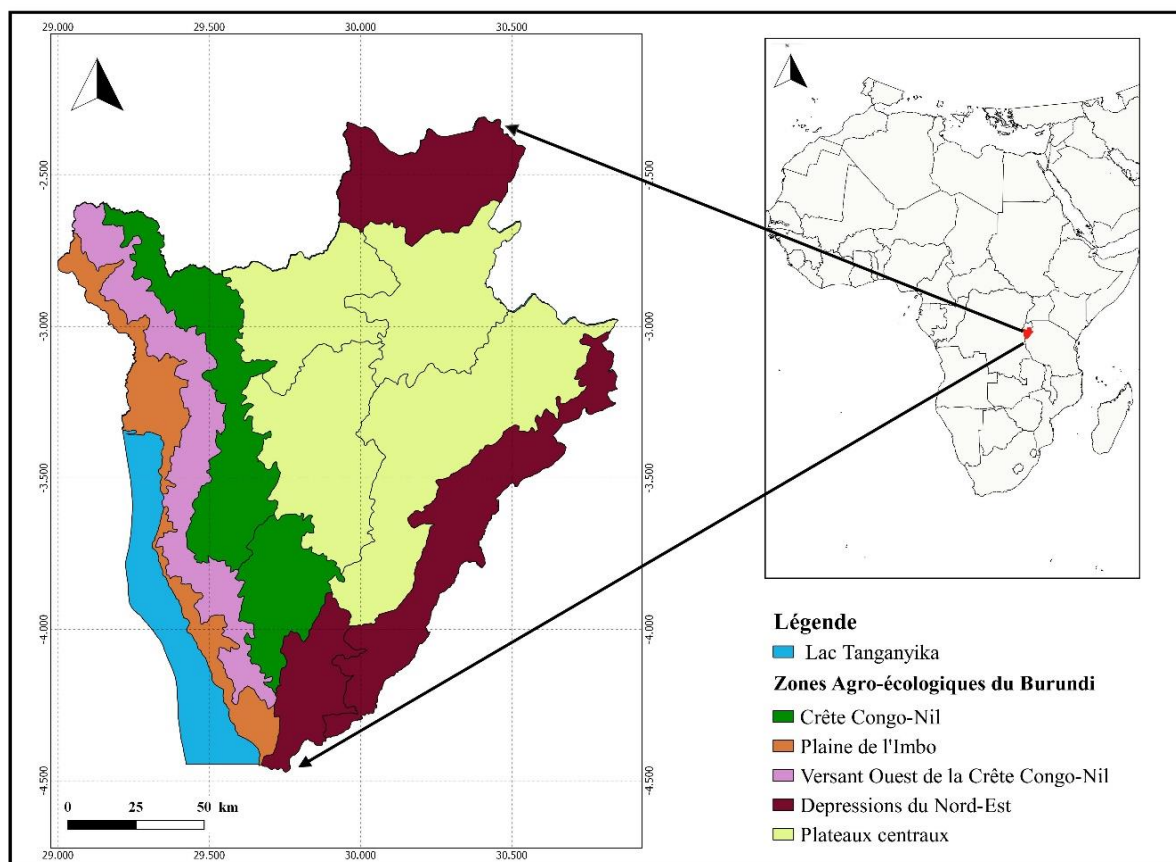 29.000 29.500 30.000 30.500
-2.500 -2.500
-3.000 -3.000
-3.500 -3.500
-4.000 -4.000
-4.500 -4.500
0 25 50 km
29.000 29.500 30.000 30.500
Légende
Lac Tanganyika
Zones Agro-écologiques du Burundi
Crête Congo-Nil
Plaine de l'Imbo
Versant Ouest de la Crête Congo-Nil
Depressions du Nord-Est
Plateaux centraux